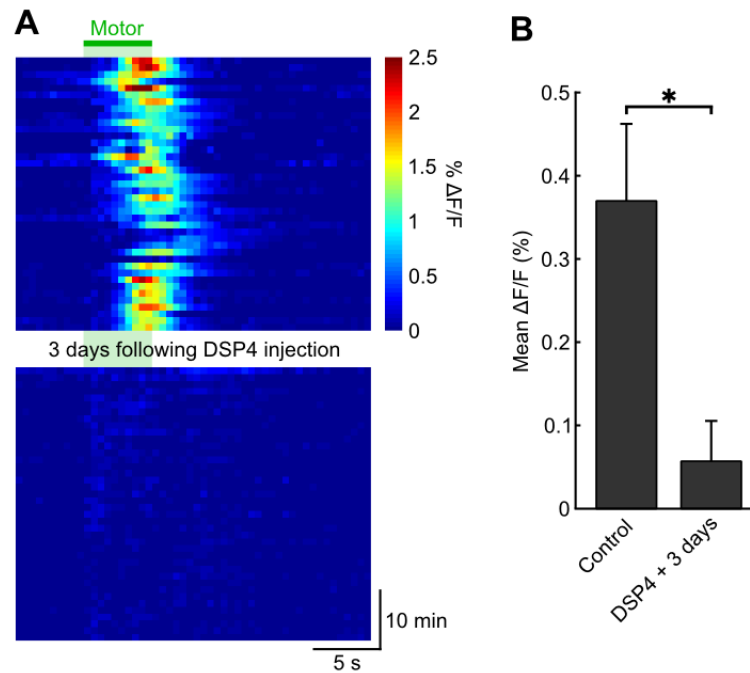 A
Motor
2.5
2
1.5
1
0.5
0
% ΔF/F
3 days following DSP4 injection
10 min
5 s
B
*
0.5
0.4
0.3
0.2
0.1
0
Mean ΔF/F (%)
Control
DSP4 + 3 days